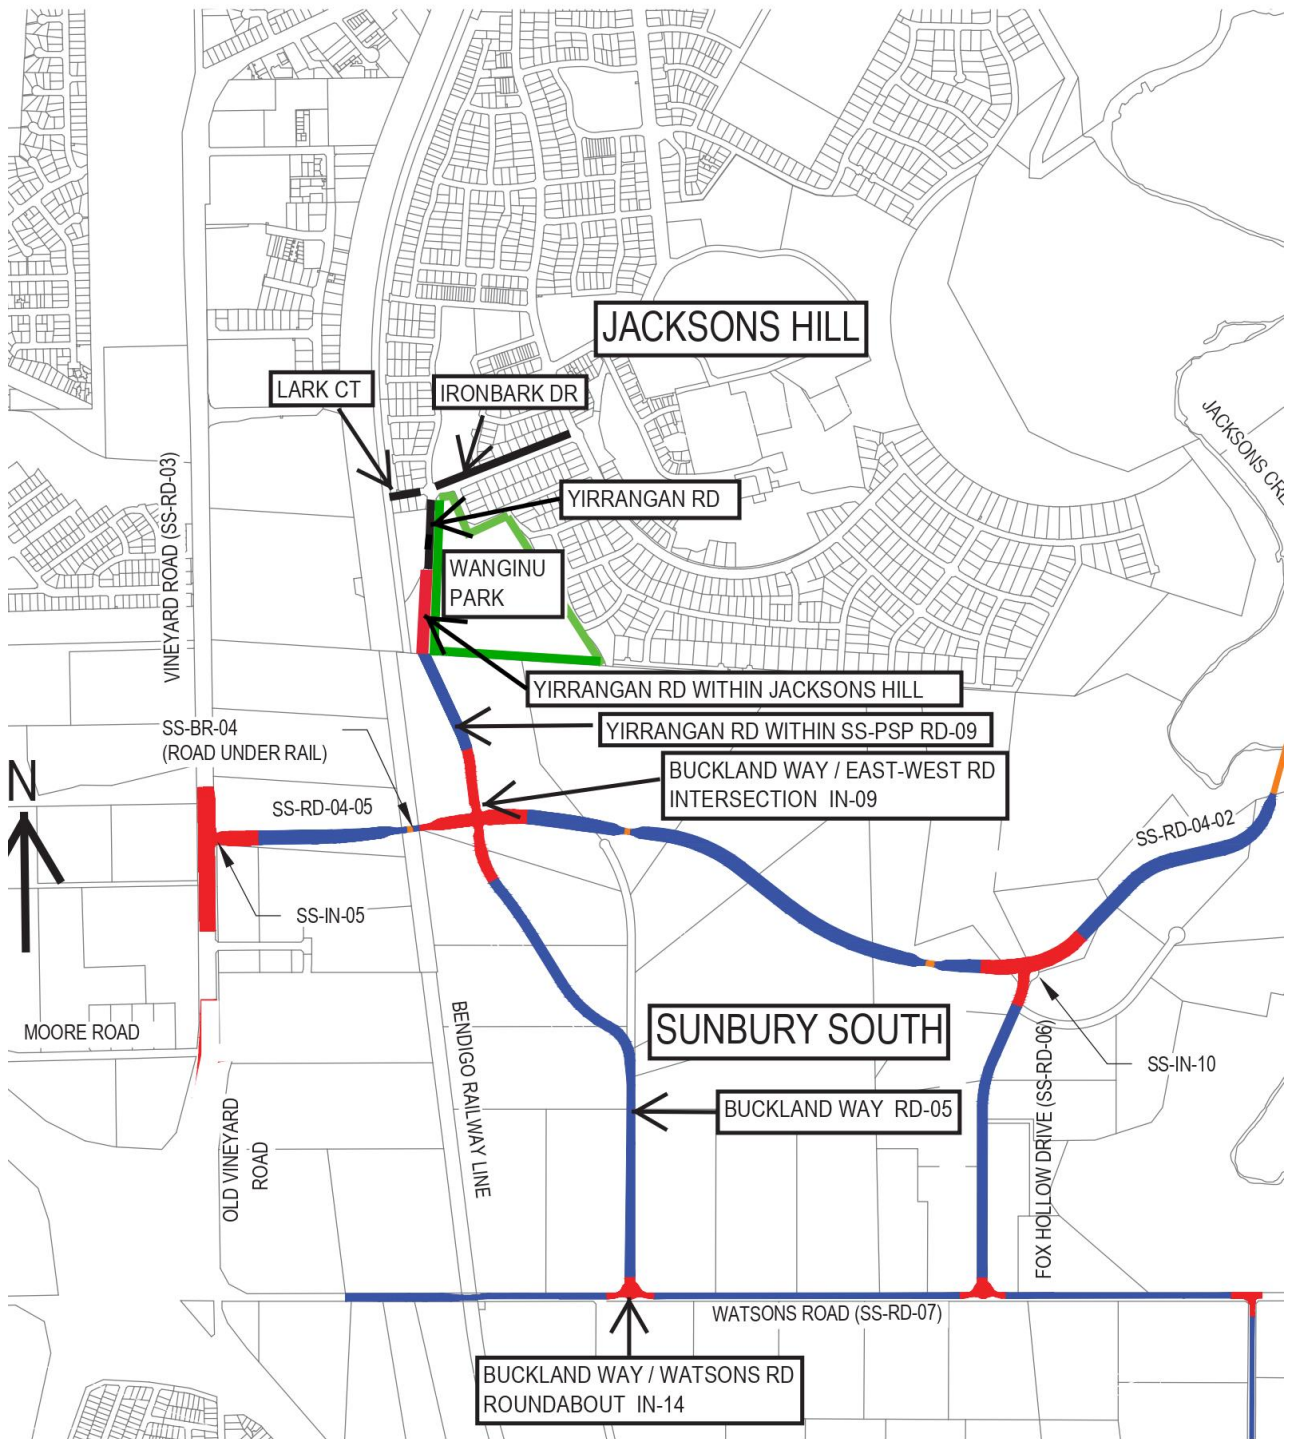 JACKSONS HILL
LARK CT
IRONBARK DR
JACKSONS CRE
VINEYARD ROAD (SS-RD-03)
YIRRANGAN RD
WANGINU
PARK
YIRRANGAN RD WITHIN JACKSONS HILL
SS-BR-04
(ROAD UNDER RAIL)
YIRRANGAN RD WITHIN SS-PSP RD-09
BUCKLAND WAY / EAST-WEST RD
INTERSECTION IN-09
N
SS-RD-04-05
SS-RD-04-02
SS-IN-05
MOORE ROAD
BENDIGO RAILWAY LINE
SUNBURY SOUTH
FOX HOLLOW DRIVE (SS-RD-06)
SS-IN-10
BUCKLAND WAY RD-05
OLD VINEYARD
ROAD
WATSONS ROAD (SS-RD-07)
BUCKLAND WAY / WATSONS RD
ROUNDABOUT IN-14